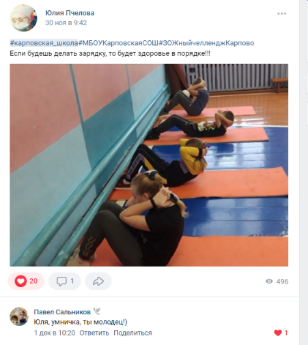 Юлия Пчелова
30 ноя в 9:42
#карповская_школа#МБОУКарповскаяСОШ#ЗОЖныйчелленджКарпово
Если будешь делать зарядку, то будет здоровье в порядке!!!
20
1
496
Павел Сальников
Юля, умничка, ты молодец!)
1 дек в 10:20 Ответить Поделиться
1